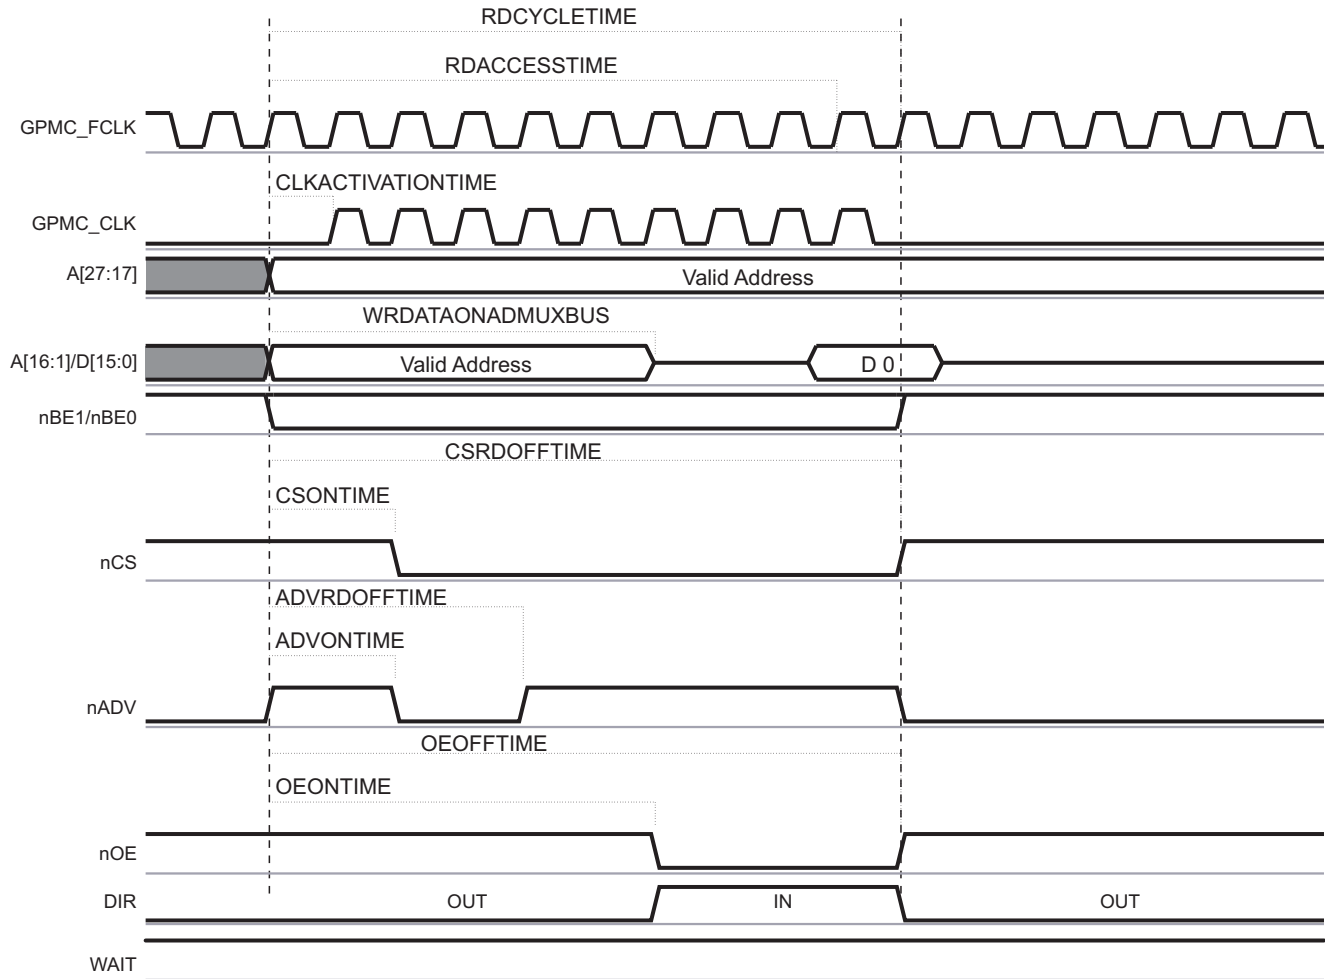 RDCYCLETIME
RDACCESSTIME
GPMC_FCLK
CLKACTIVATIONTIME
GPMC_CLK
A[27:17]
Valid Address
WRDATAONADMUXBUS
A[16:1]/D[15:0]
Valid Address
D 0
nBE1/nBE0
CSRDOFFTIME
CSONTIME
nCS
ADVRDOFFTIME
ADVONTIME
nADV
OEOFFTIME
OEONTIME
nOE
DIR
OUT
IN
OUT
WAIT